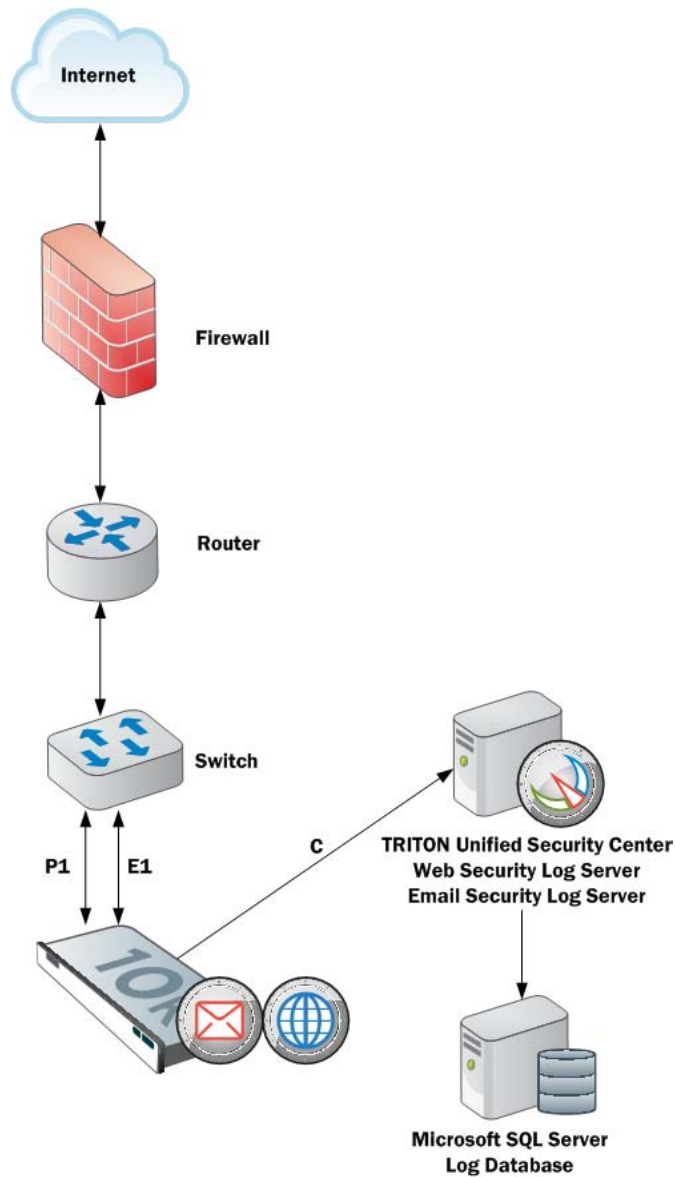 Internet
Firewall
Router
Switch
P1
E1
C
TRITON Unified Security Center
Web Security Log Server
Email Security Log Server
10K
Microsoft SQL Server
Log Database